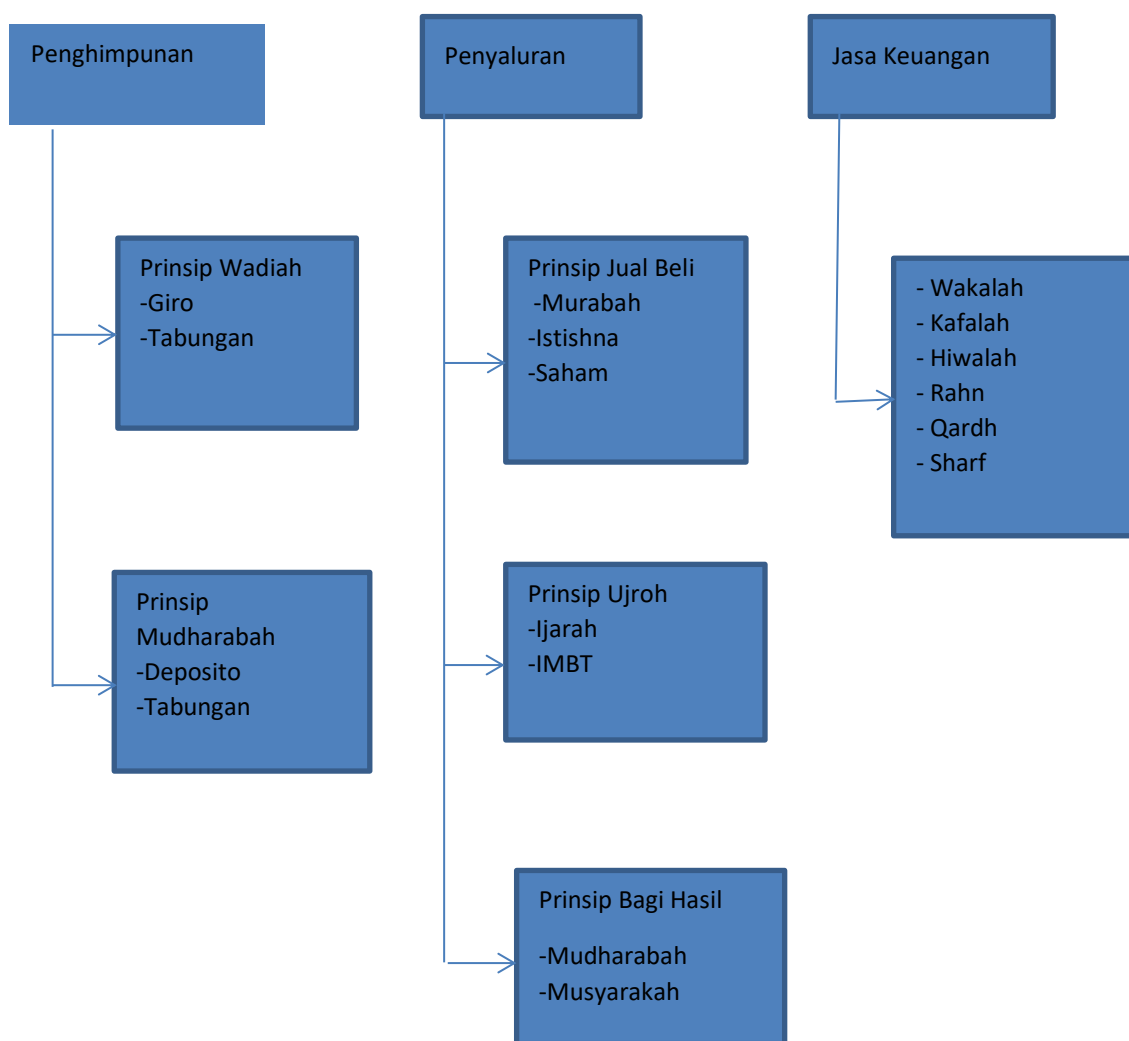 Penghimpunan
Penyaluran
Jasa Keuangan
Prinsip Wadiah
-Giro
-Tabungan
Prinsip Jual Beli
-Murabah
-Istishna
-Saham
- Wakalah
- Kafalah
- Hiwalah
- Rahn
- Qardh
- Sharf
Prinsip
Mudharabah
-Deposito
-Tabungan
Prinsip Ujroh
-Ijarah
-IMBT
Prinsip Bagi Hasil
-Mudharabah
-Musyarakah